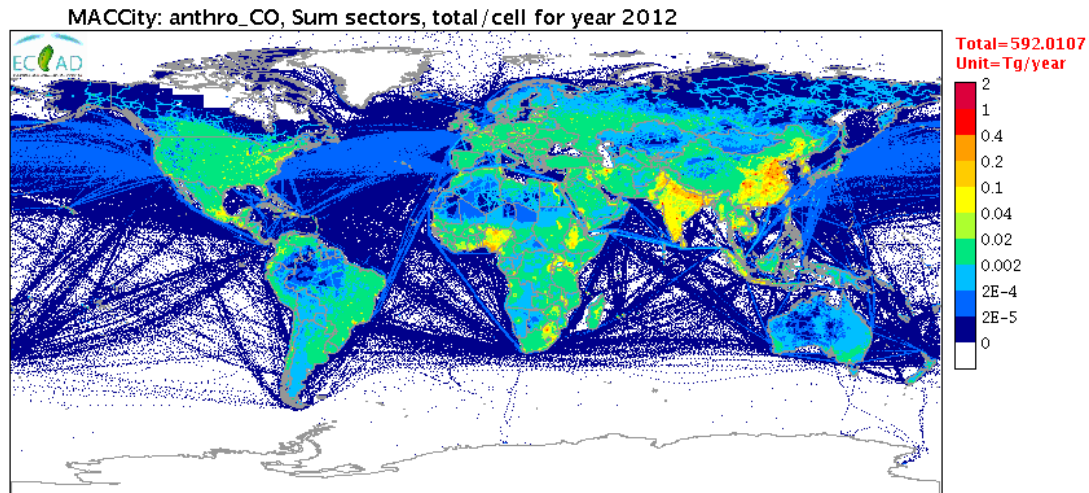 MACCity: anthro_CO, Sum sectors, total/cell for year 2012
ECCAD
Total=592.0107
Unit=Tg/year
2
1
0.4
0.2
0.1
0.04
0.02
0.002
2E-4
2E-5
0